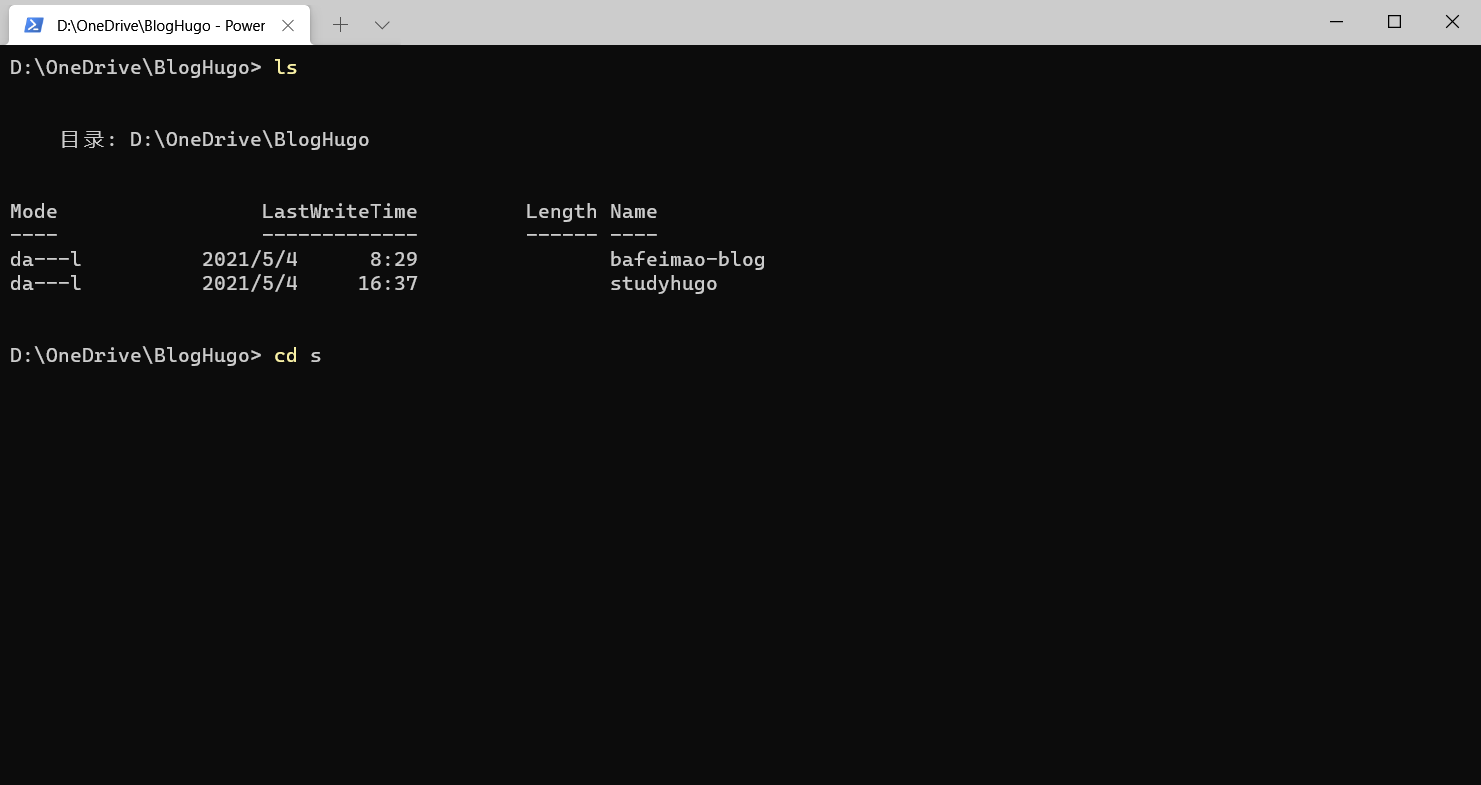 D:\OneDrive\BlogHugo - Power
D:\OneDrive\BlogHugo> ls
目录: D:\OneDrive\BlogHugo
Mode                 LastWriteTime         Length Name
----                 -------------         ------ ----
da---l          2021/5/4      8:29                bafeimao-blog
da---l          2021/5/4     16:37                studyhugo
D:\OneDrive\BlogHugo> cd s